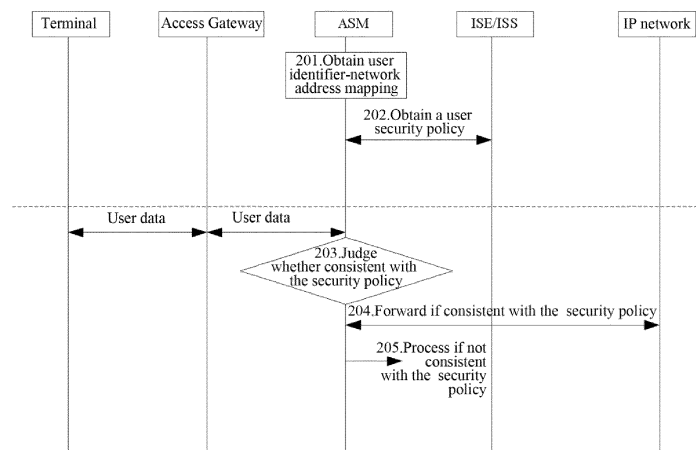 Terminal
Access Gateway
ASM
ISE/ISS
IP network
201.Obtain user
identifier-network
address mapping
202.Obtain a user
security policy
User data
User data
203.Judge
whether consistent with
the security policy
204.Forward if consistent with the security policy
205.Process if not
consistent
with the security
policy